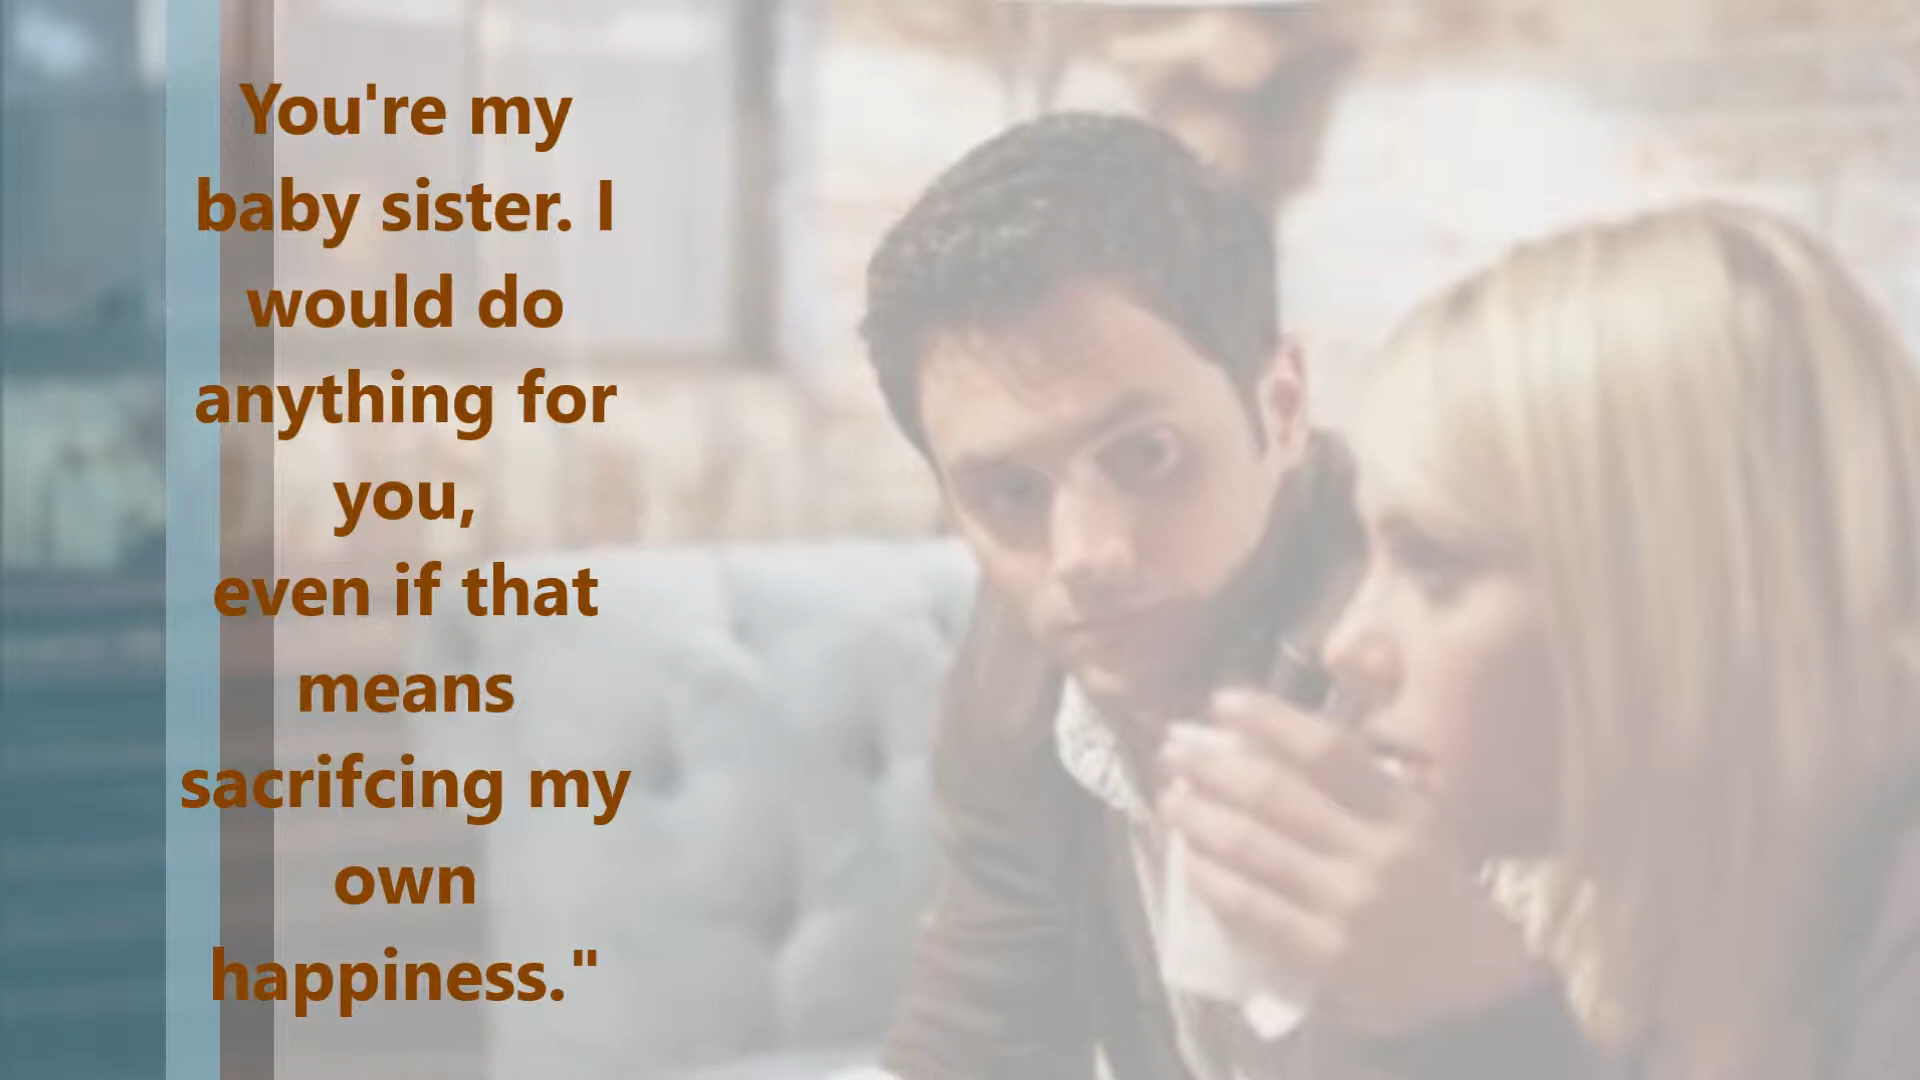 You're my
baby sister. I
would do
anything for
you,
even if that
means
sacrifcing my
own
happiness."